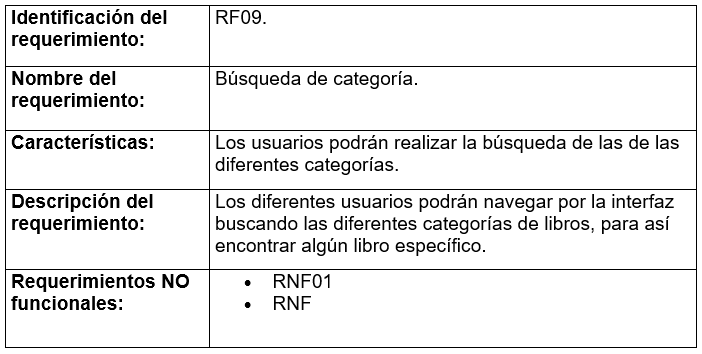 Identificación del
requerimiento:
RF09.
Nombre del
requerimiento:
Búsqueda de categoría.
Características:
Los usuarios podrán realizar la búsqueda de las de las
diferentes categorías.
Descripción del
requerimiento:
Los diferentes usuarios podrán navegar por la interfaz
buscando las diferentes categorías de libros, para así
encontrar algún libro específico.
Requerimientos NO
funcionales:
• RNF01
• RNF